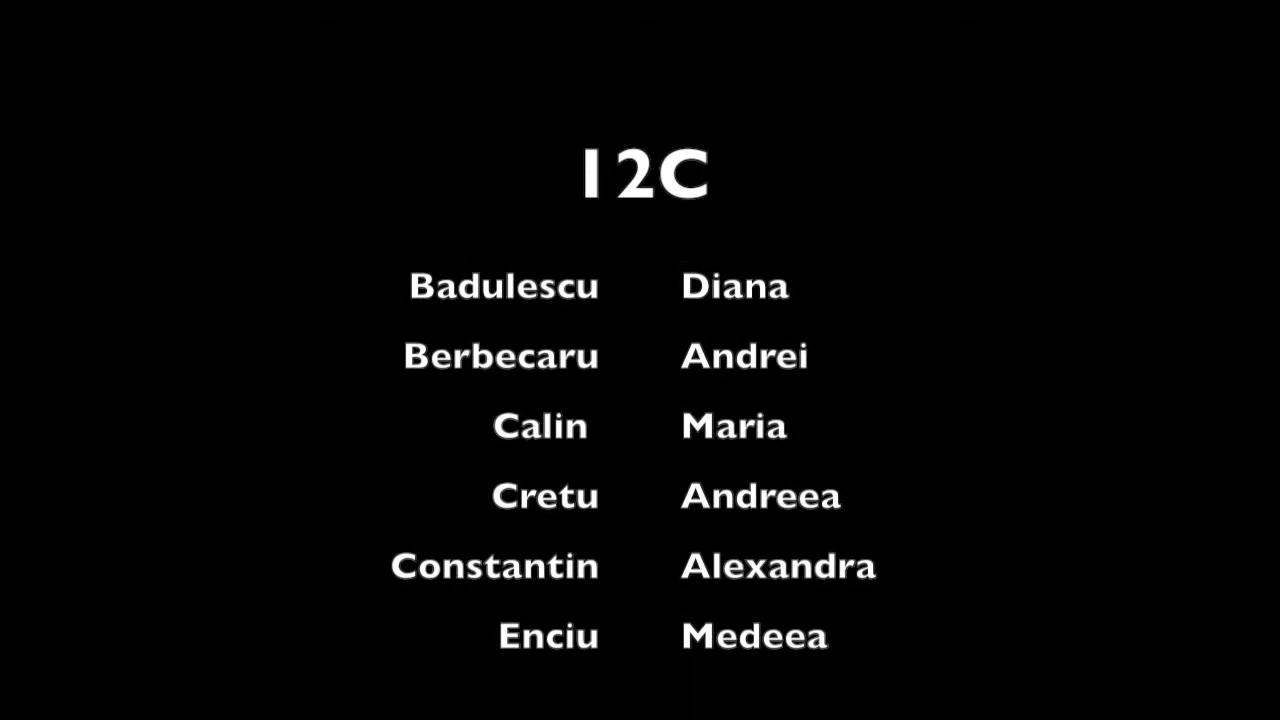 12C
Badulescu Diana
Berbecaru Andrei
Calin Maria
Cretu Andreea
Constantin Alexandra
Enciu Medeea